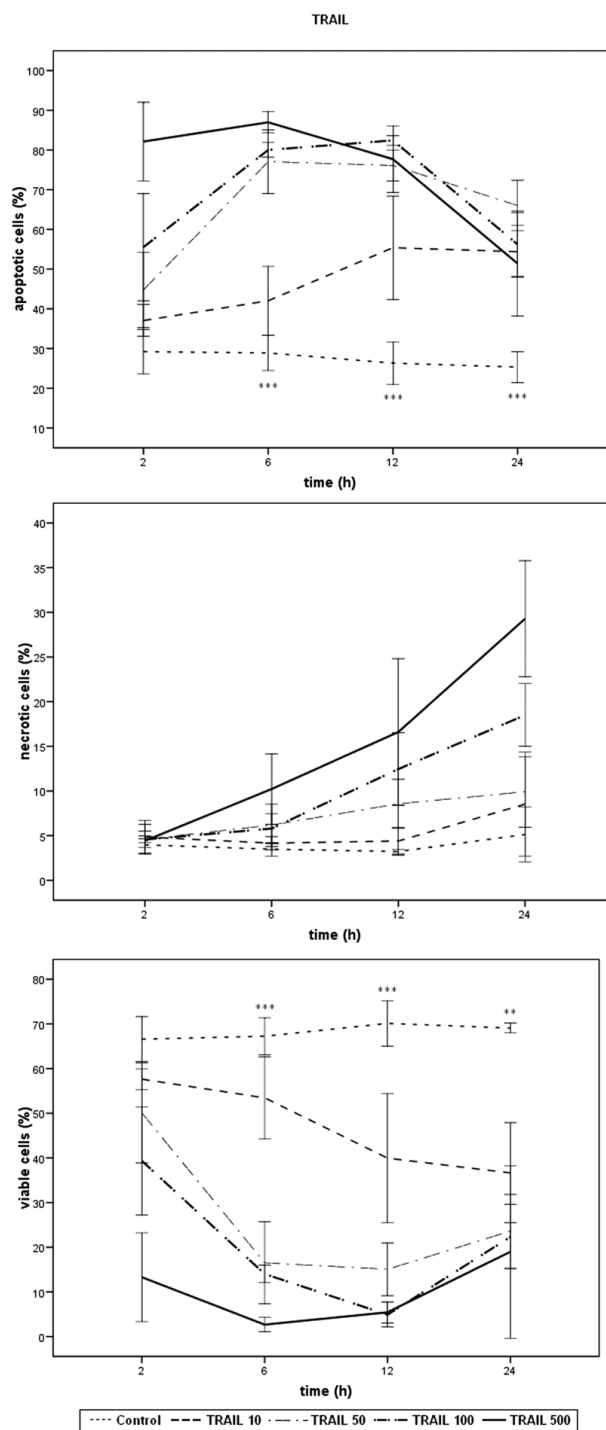 TRAIL
apoptotic cells (%)
100
90
80
70
60
50
40
30
20
10
*** *** ***
2 6 12 24
time (h)
necrotic cells (%)
40
35
30
25
20
15
10
5
0
2 6 12 24
time (h)
viable cells (%)
80
70
60
50
40
30
20
10
0
*** *** **
2 6 12 24
time (h)
Control TRAIL 10 TRAIL 50 TRAIL 100 TRAIL 500